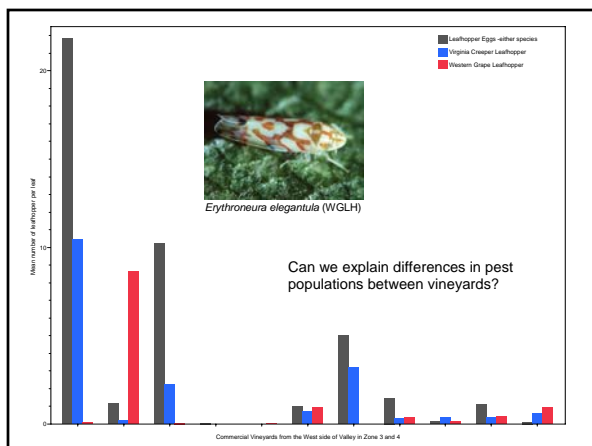 Leafhopper Eggs -either species
Virginia Creeper Leafhopper
Western Grape Leafhopper
20
Mean number of leafhopper per leaf
Erythroneura elegantula (WGLH)
10
Can we explain differences in pest
populations between vineyards?
0
Commercial Vineyards from the West side of Valley in Zone 3 and 4